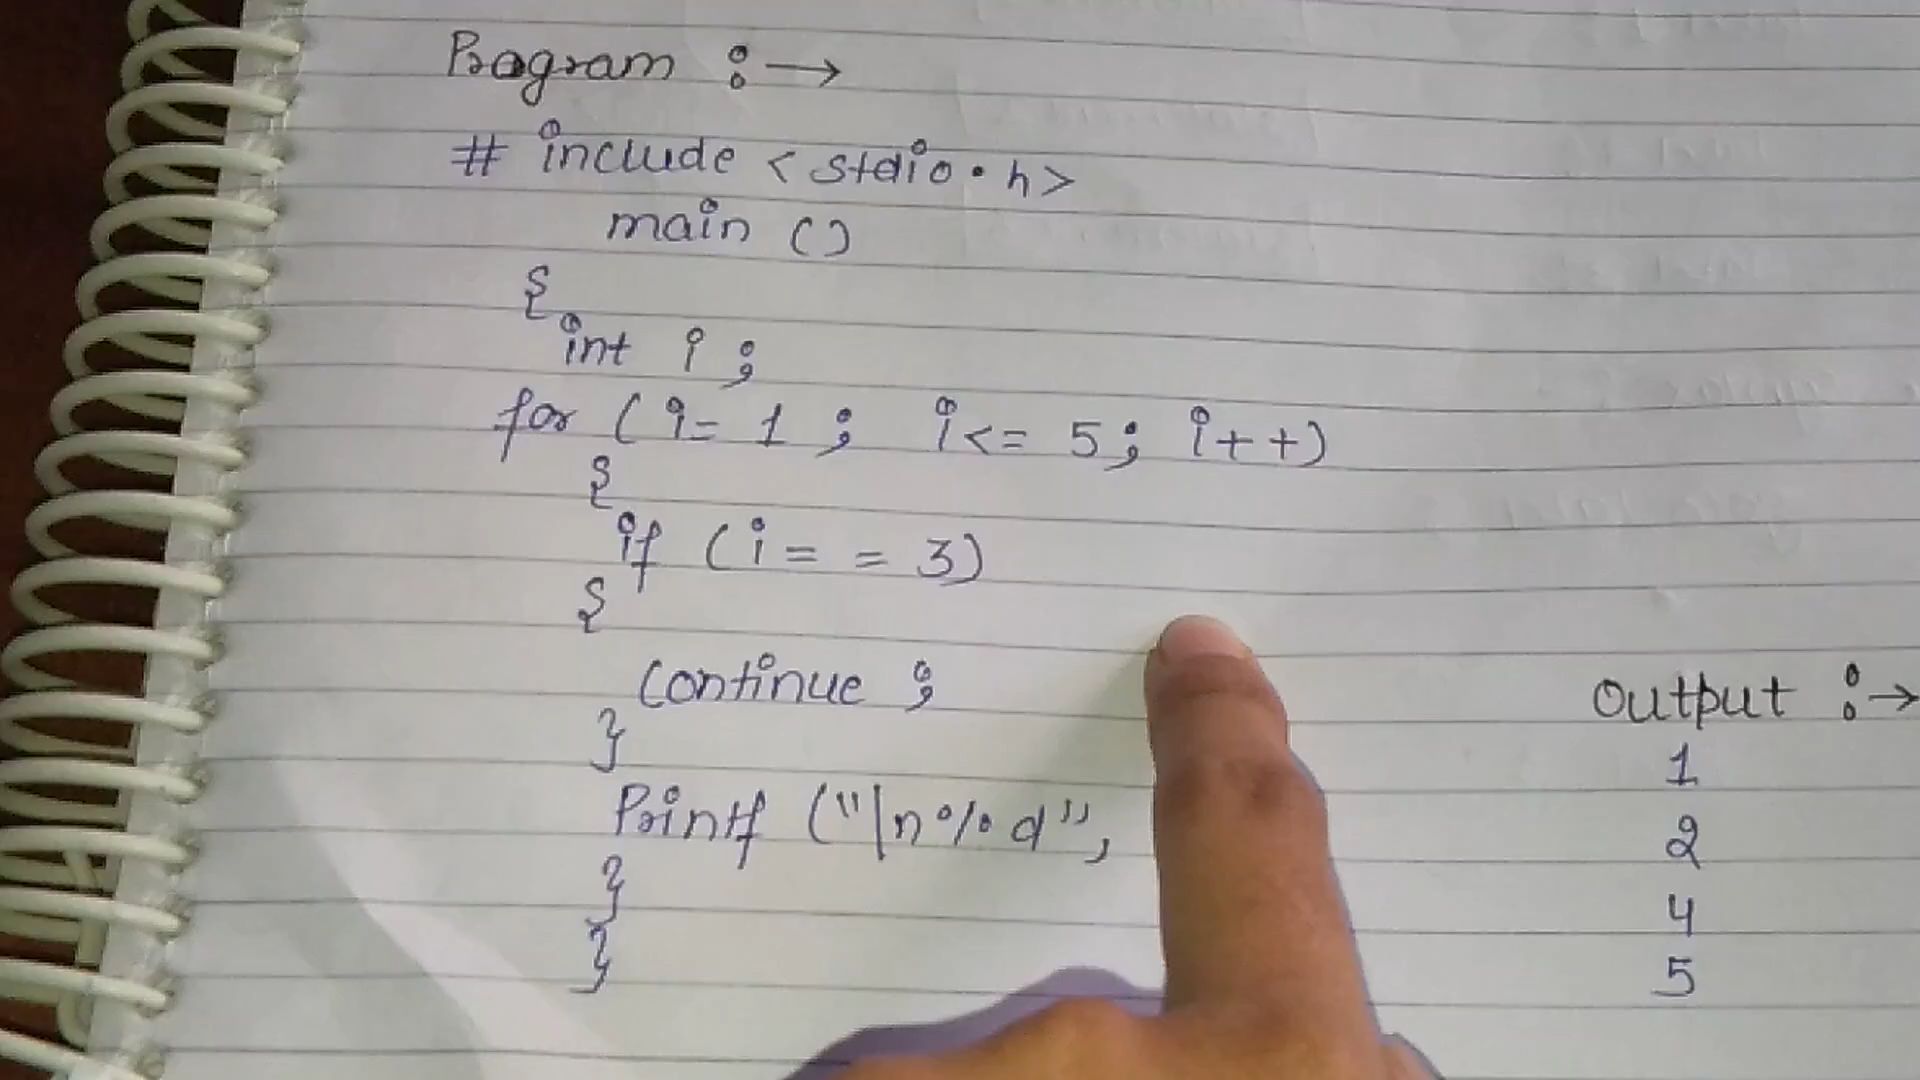 Program :→
# include <stdio.h>
main ()
{
int i ;
for ( i= 1 ; i<= 5 ; i++)
{
if (i= = 3)
{
continue ;
}
Printf ("\n%d",
}
}
Output :→
1
2
4
5